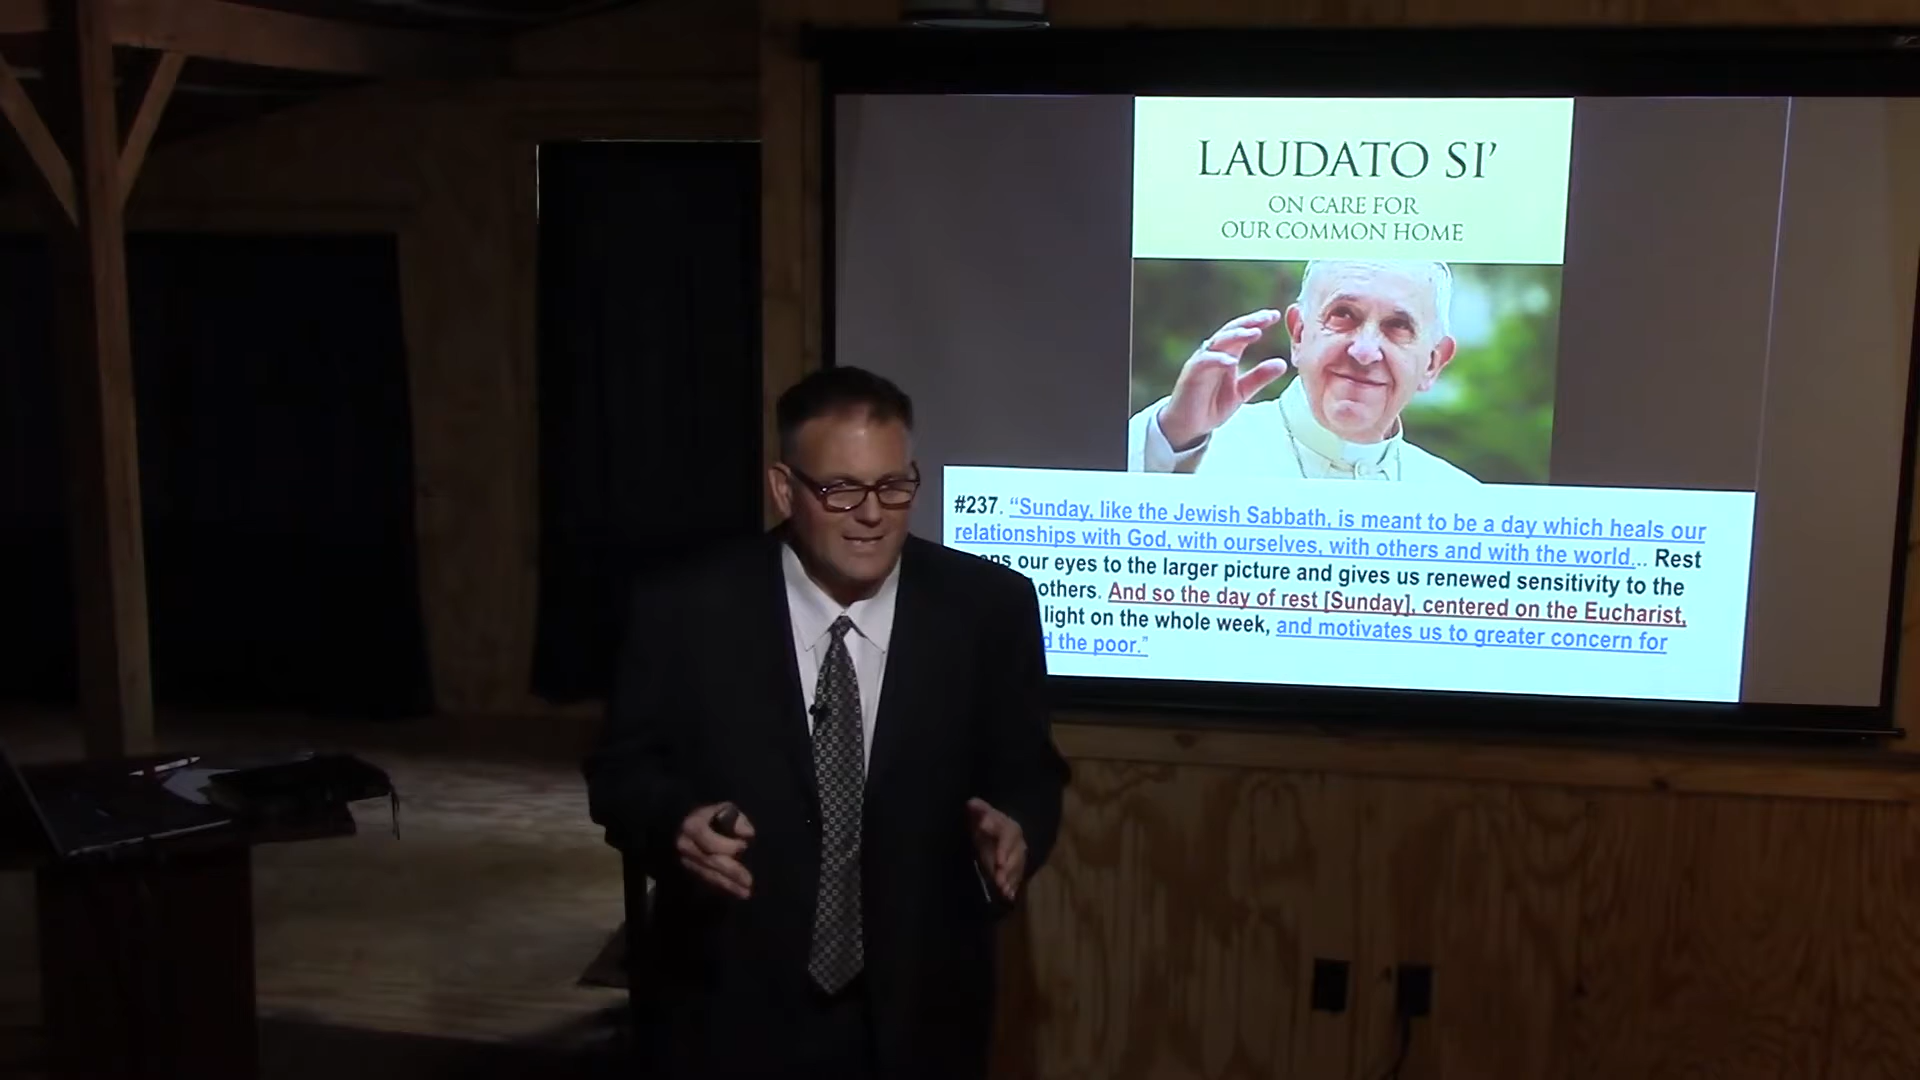 LAUDATO SI’
ON CARE FOR
OUR COMMON HOME
#237. “Sunday, like the Jewish Sabbath, is meant to be a day which heals our
relationships with God, with ourselves, with others and with the world... Rest
our eyes to the larger picture and gives us renewed sensitivity to the
others. And so the day of rest [Sunday], centered on the Eucharist,
light on the whole week, and motivates us to greater concern for
the poor.”